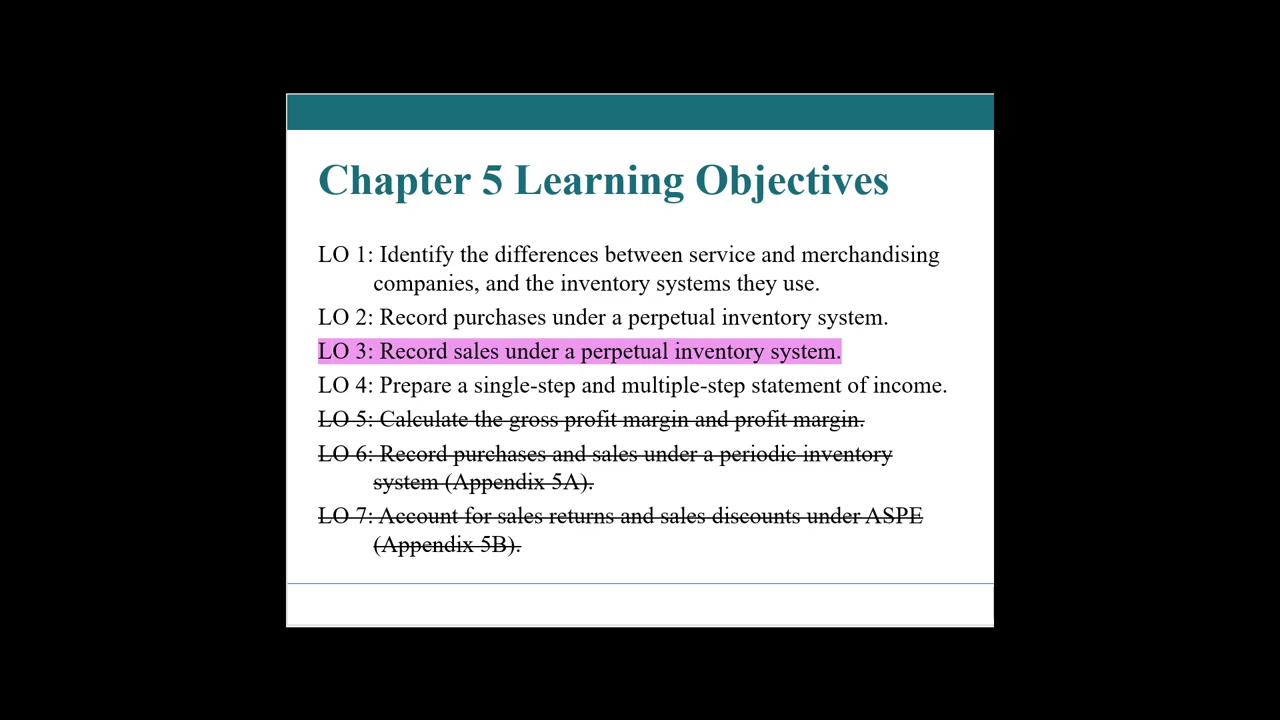 Chapter 5 Learning Objectives
LO 1: Identify the differences between service and merchandising
companies, and the inventory systems they use.
LO 2: Record purchases under a perpetual inventory system.
LO 3: Record sales under a perpetual inventory system.
LO 4: Prepare a single-step and multiple-step statement of income.
LO 5: Calculate the gross profit margin and profit margin.
LO 6: Record purchases and sales under a periodic inventory
system (Appendix 5A).
LO 7: Account for sales returns and sales discounts under ASPE
(Appendix 5B).